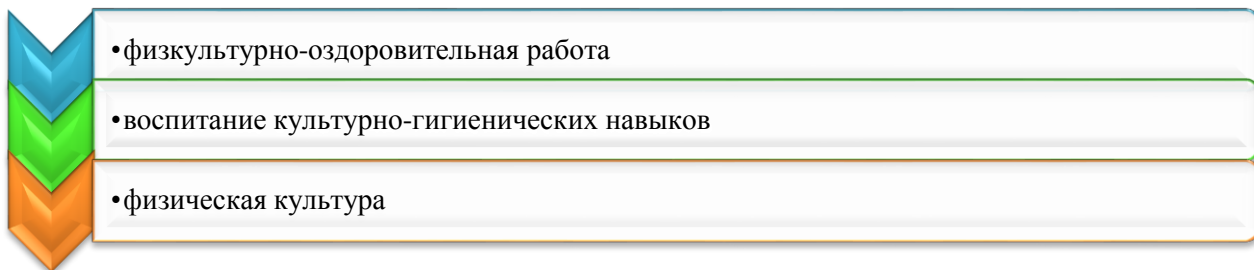 •физкультурно-оздоровительная работа
•воспитание культурно-гигиенических навыков
•физическая культура